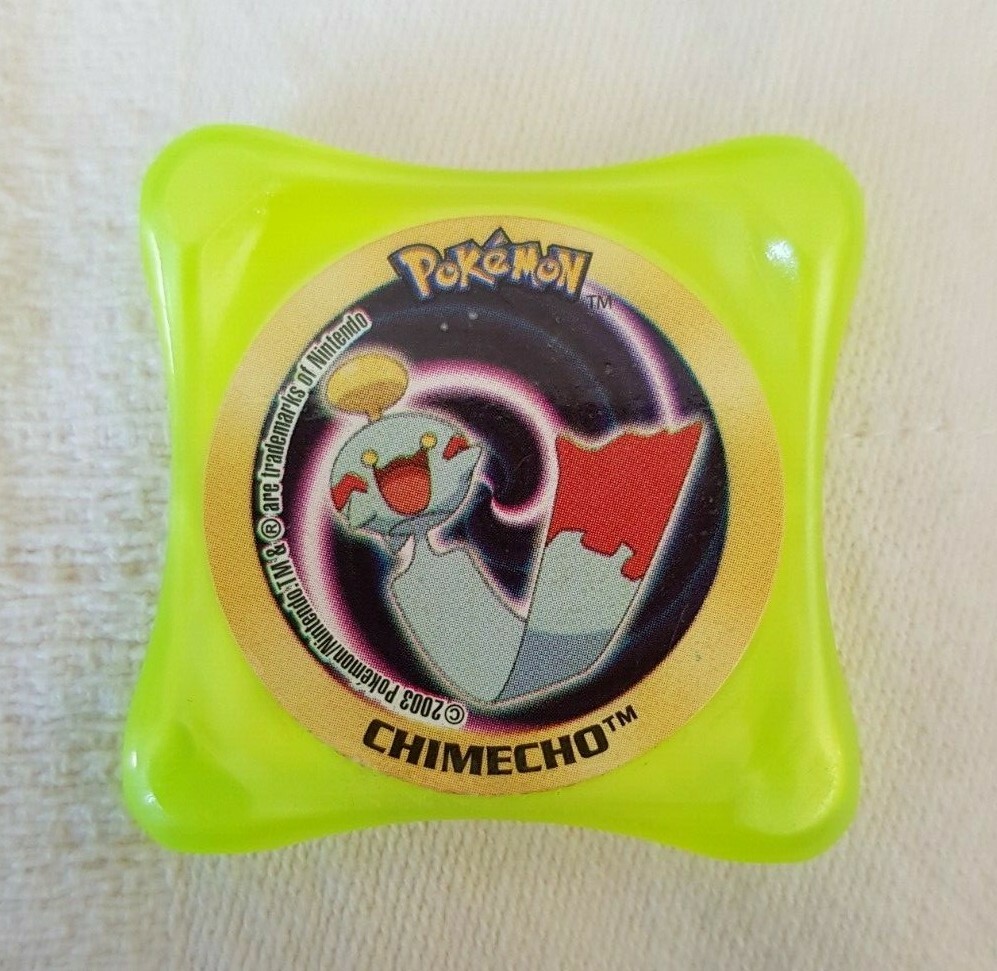 POKéMON
TM
© 2003 Pokémon/Nintendo. TM & ® are trademarks of Nintendo
CHIMECHO™